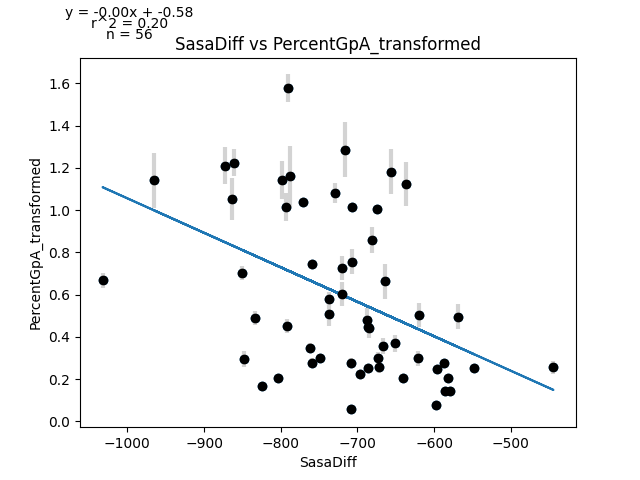 y = -0.00x + -0.58
r^2 = 0.20
n = 56
SasaDiff vs PercentGpA_transformed
PercentGpA_transformed
1.6
1.4
1.2
1.0
0.8
0.6
0.4
0.2
0.0
−1000 −900 −800 −700 −600 −500
SasaDiff